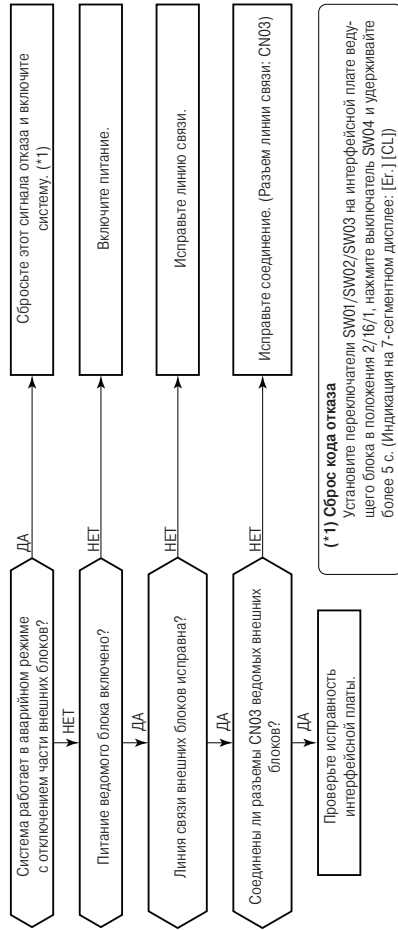 Система работает в аварийном режиме
с отключением части внешних блоков?
ДА
Сбросьте этот сигнала отказа и включите
систему. (*1)
НЕТ
Питание ведомого блока включено?
НЕТ
Включите питание.
ДА
Линия связи внешних блоков исправна?
НЕТ
Исправьте линию связи.
ДА
Соединены ли разъемы CN03 ведомых внешних
блоков?
НЕТ
Исправьте соединение. (Разъем линии связи: CN03)
ДА
Проверьте исправность
интерфейсной платы.
(*1) Сброс кода отказа
Установите переключатели SW01/SW02/SW03 на интерфейсной плате веду-
щего блока в положения 2/16/1, нажмите выключатель SW04 и удерживайте
более 5 с. (Индикация на 7-сегментном дисплее: [Er.] [CL])